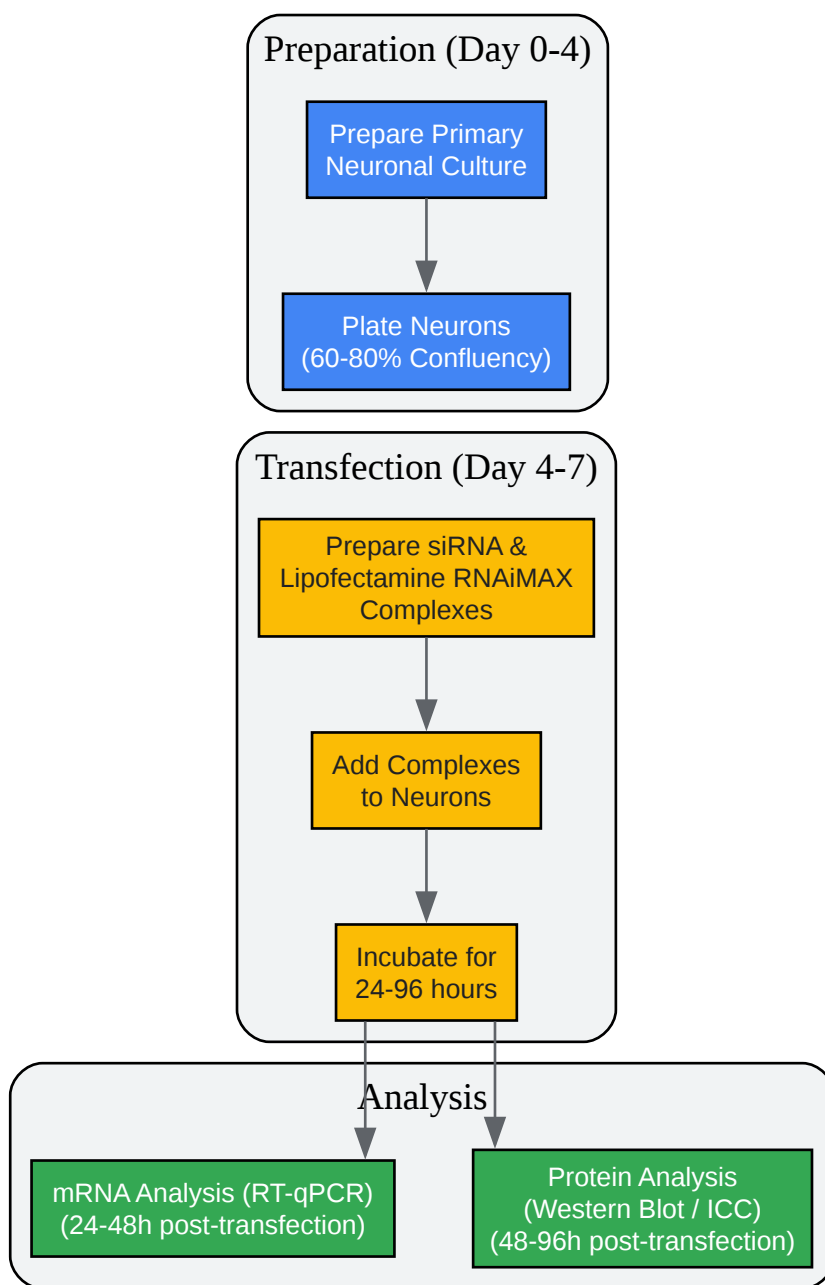 Preparation (Day 0-4)
Prepare Primary
Neuronal Culture
Plate Neurons
(60-80% Confluency)
Transfection (Day 4-7)
Prepare siRNA &
Lipofectamine RNAiMAX
Complexes
Add Complexes
to Neurons
Incubate for
24-96 hours
Analysis
mRNA Analysis (RT-qPCR)
(24-48h post-transfection)
Protein Analysis
(Western Blot / ICC)
(48-96h post-transfection)